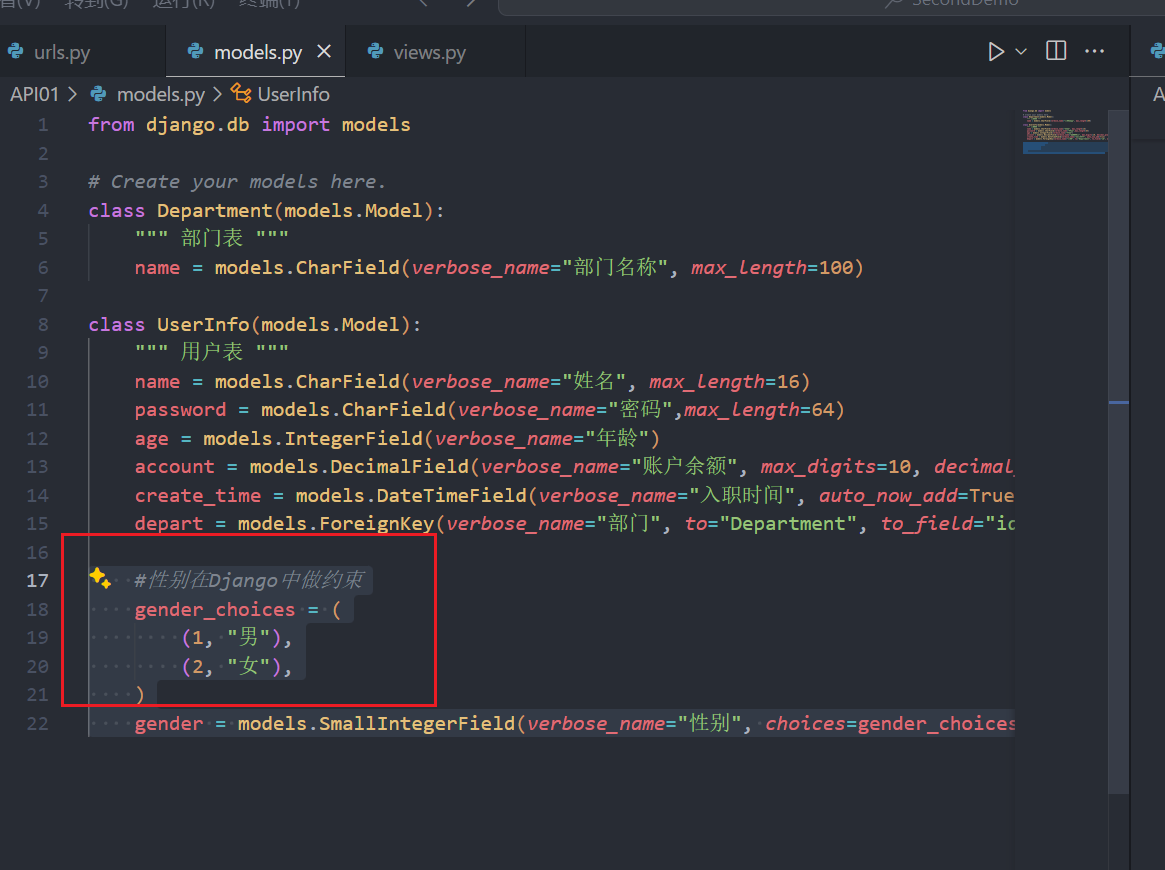 转到(G) 运行(R) 终端(T) SecondDemo
urls.py models.py views.py
API01 > models.py > UserInfo
1 from django.db import models
2
3 # Create your models here.
4 class Department(models.Model):
5 """ 部门表 """
6 name = models.CharField(verbose_name="部门名称", max_length=100)
7
8 class UserInfo(models.Model):
9 """ 用户表 """
10 name = models.CharField(verbose_name="姓名", max_length=16)
11 password = models.CharField(verbose_name="密码",max_length=64)
12 age = models.IntegerField(verbose_name="年龄")
13 account = models.DecimalField(verbose_name="账户余额", max_digits=10, decimal
14 create_time = models.DateTimeField(verbose_name="入职时间", auto_now_add=True
15 depart = models.ForeignKey(verbose_name="部门", to="Department", to_field="id
16
17 #性别在Django中做约束
18 gender_choices = (
19 (1, "男"),
20 (2, "女"),
21 )
22 gender = models.SmallIntegerField(verbose_name="性别", choices=gender_choices